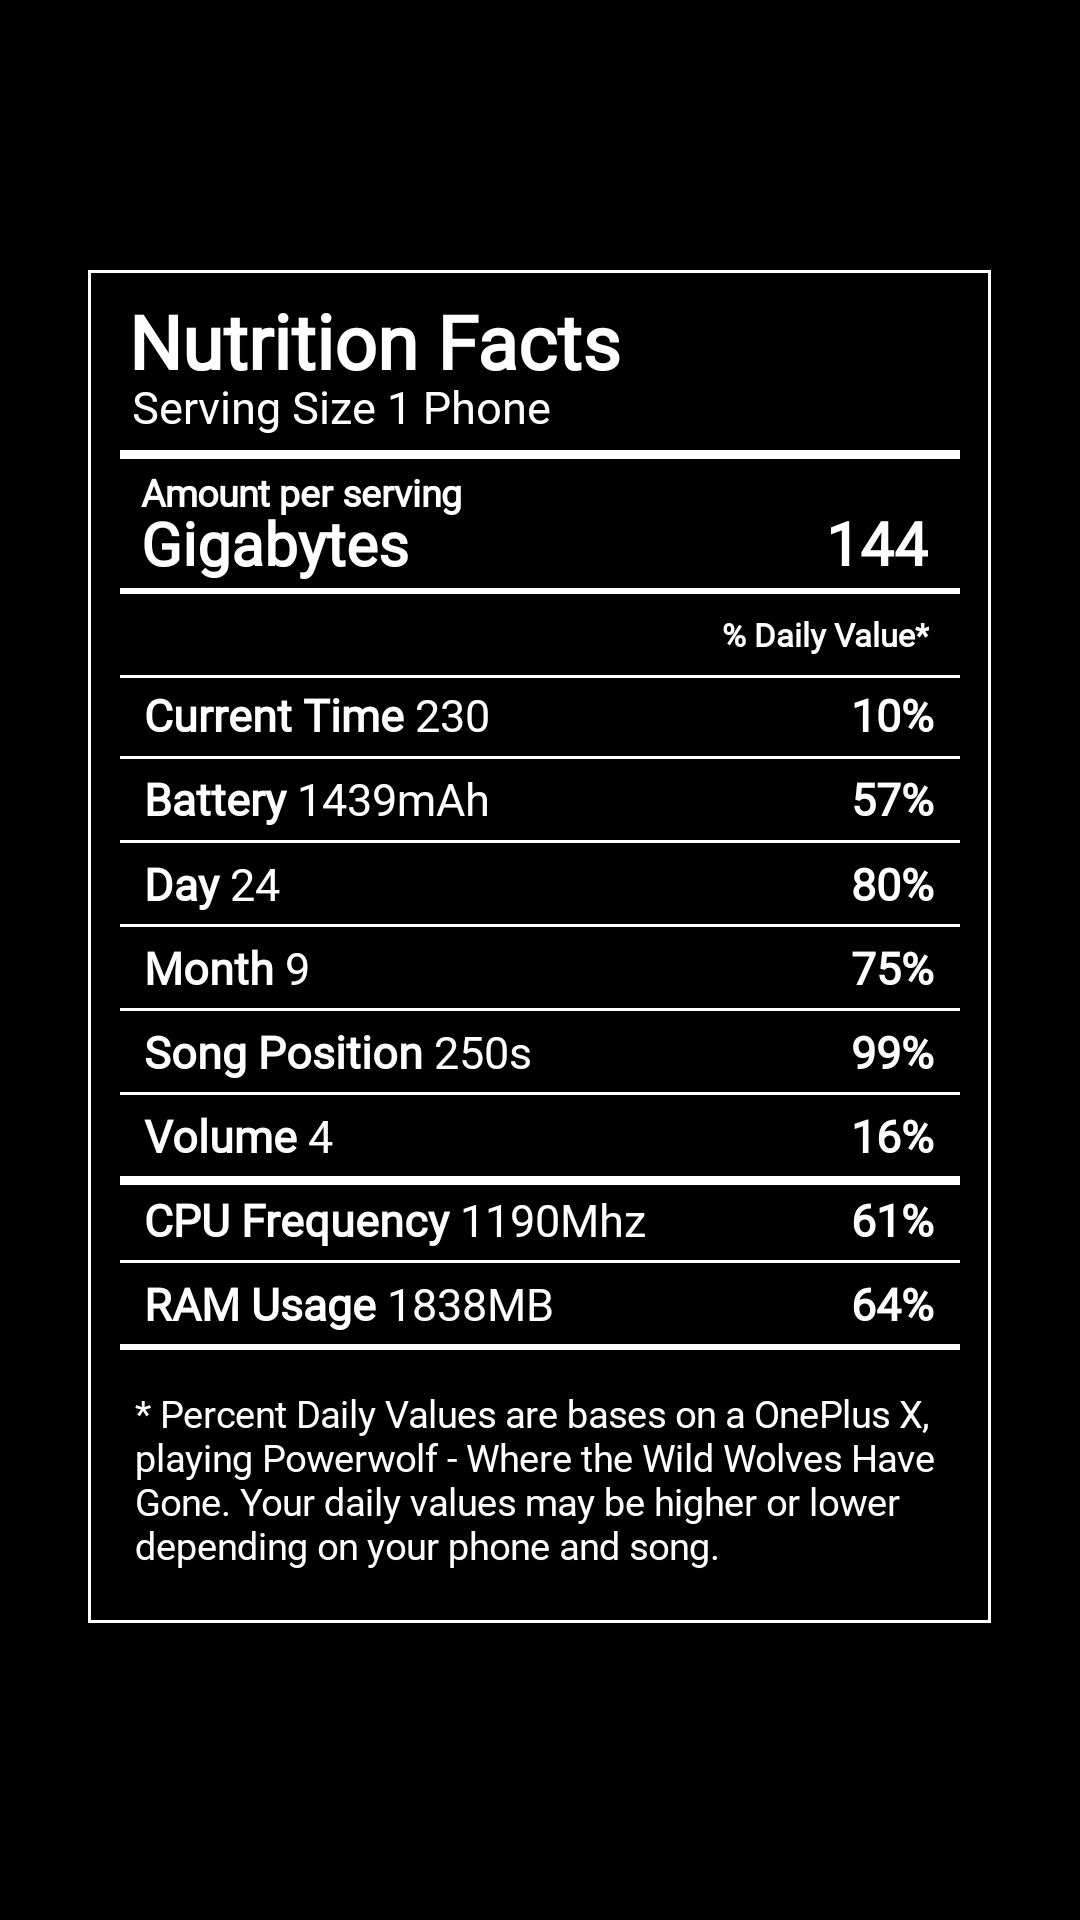 Nutrition Facts
Serving Size 1 Phone
Amount per serving
Gigabytes 144
% Daily Value*
Current Time 230 10%
Battery 1439mAh 57%
Day 24 80%
Month 9 75%
Song Position 250s 99%
Volume 4 16%
CPU Frequency 1190Mhz 61%
RAM Usage 1838MB 64%
* Percent Daily Values are bases on a OnePlus X,
playing Powerwolf - Where the Wild Wolves Have
Gone. Your daily values may be higher or lower
depending on your phone and song.